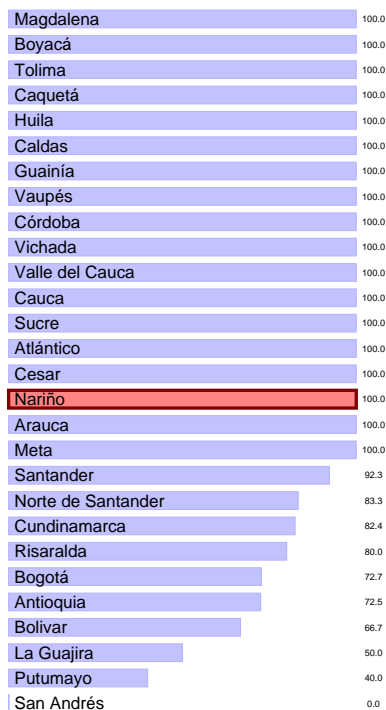 Magdalena 100.0
Boyacá 100.0
Tolima 100.0
Caquetá 100.0
Huila 100.0
Caldas 100.0
Guainía 100.0
Vaupés 100.0
Córdoba 100.0
Vichada 100.0
Valle del Cauca 100.0
Cauca 100.0
Sucre 100.0
Atlántico 100.0
Cesar 100.0
Nariño 100.0
Arauca 100.0
Meta 100.0
Santander 92.3
Norte de Santander 83.3
Cundinamarca 82.4
Risaralda 80.0
Bogotá 72.7
Antioquia 72.5
Bolivar 66.7
La Guajira 50.0
Putumayo 40.0
San Andrés 0.0